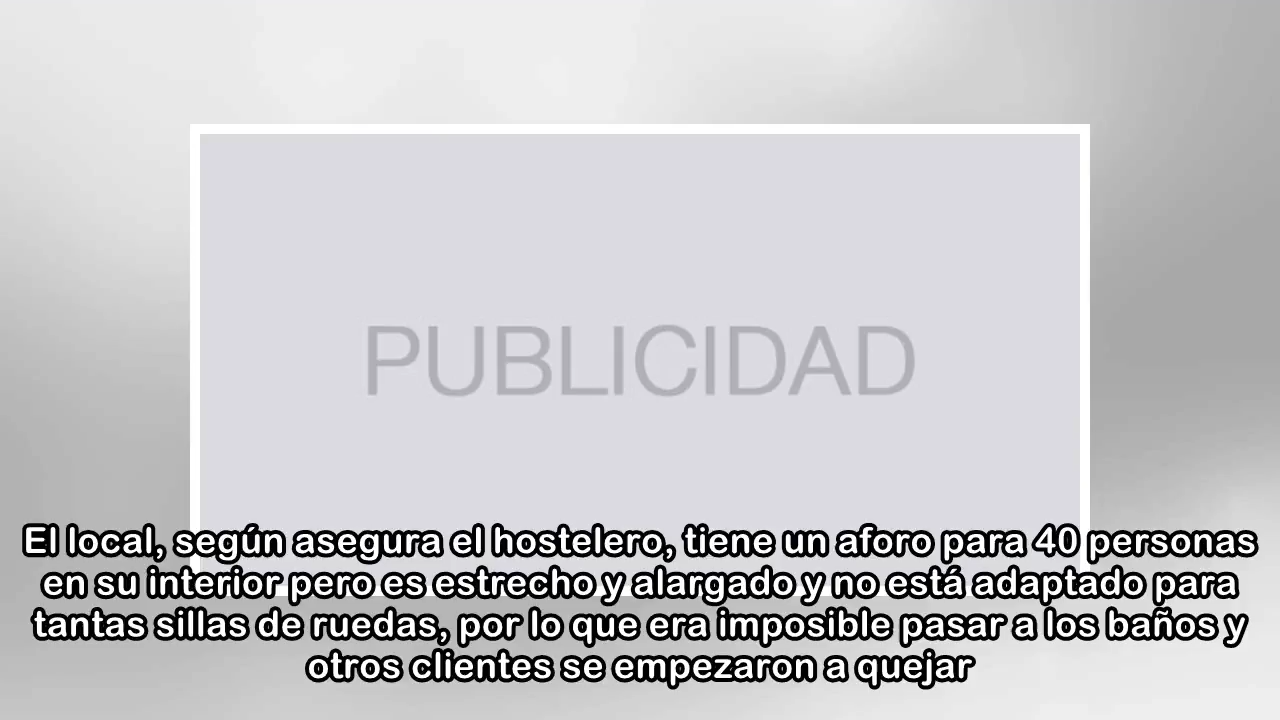 PUBLICIDAD
El local, según asegura el hostelero, tiene un aforo para 40 personas
en su interior pero es estrecho y alargado y no está adaptado para
tantas sillas de ruedas, por lo que era imposible pasar a los baños y
otros clientes se empezaron a quejar